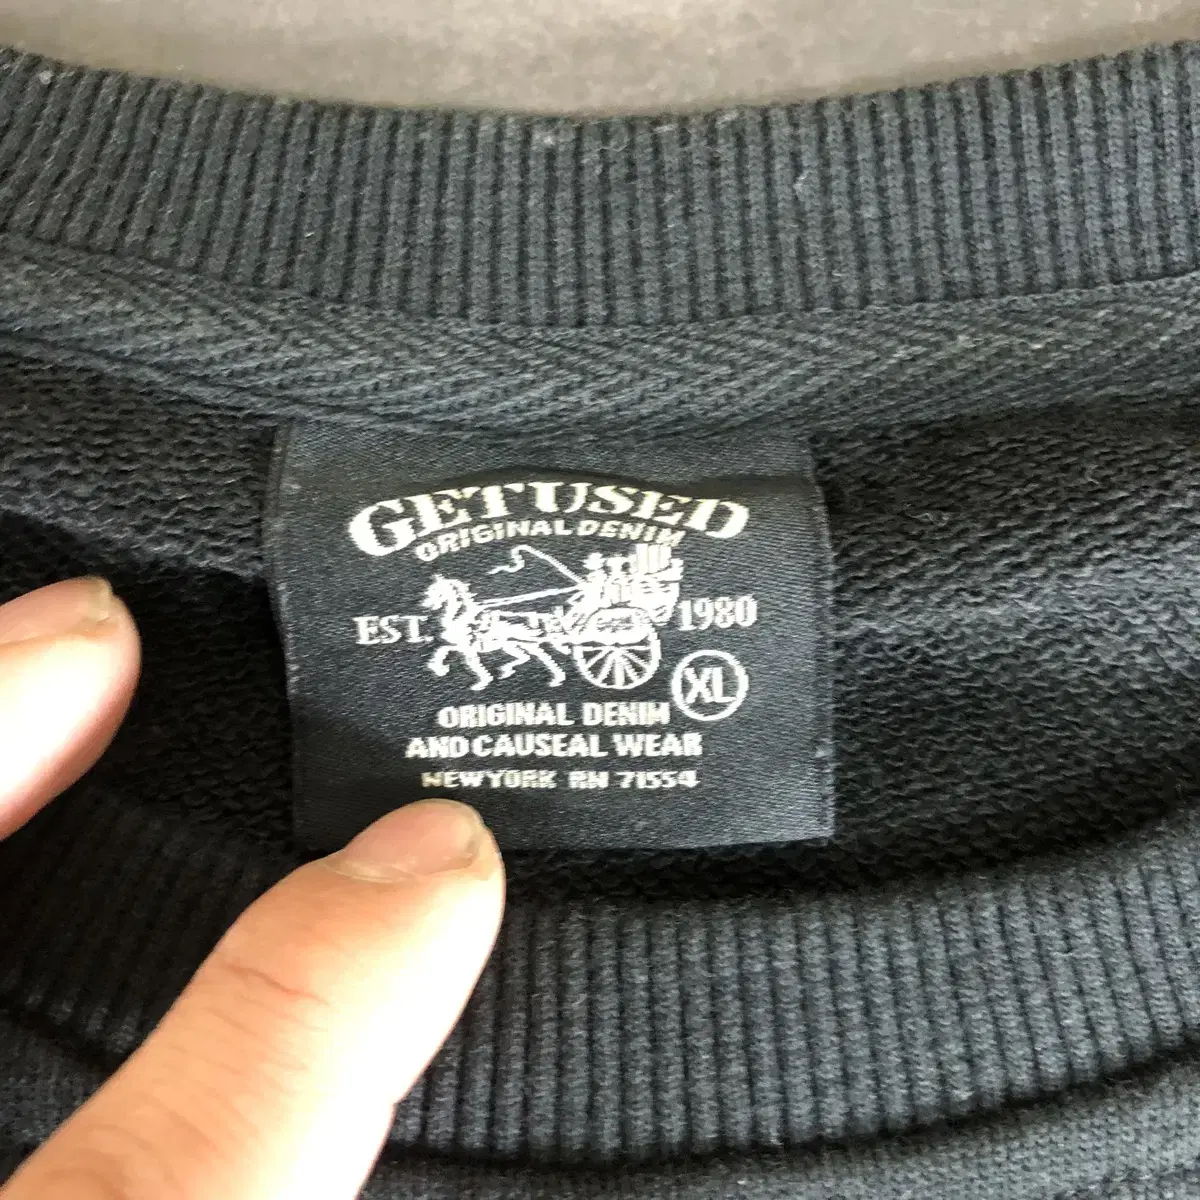 GETUSED
ORIGINAL DENIM
EST. 1980
XL
ORIGINAL DENIM
AND CAUSEAL WEAR
NEWYORK RN 71554